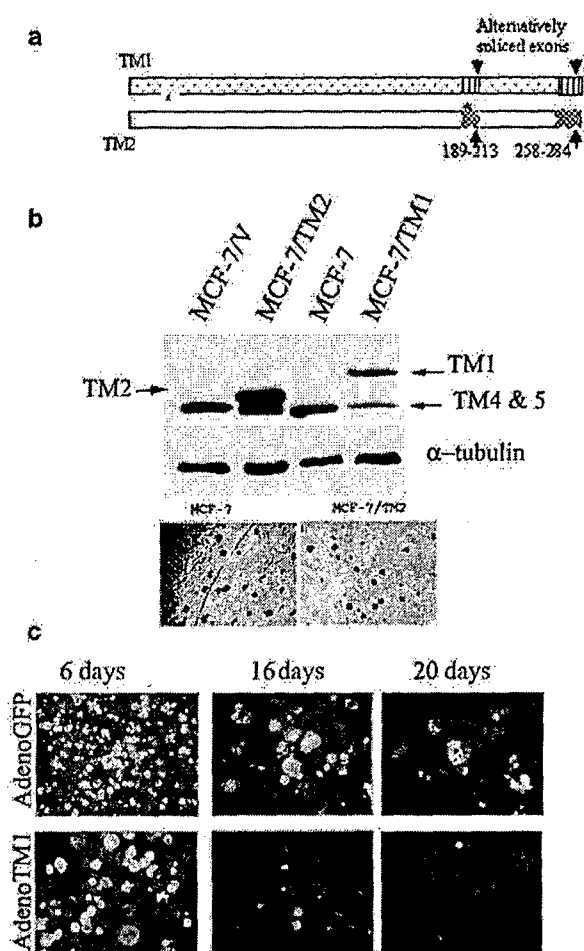 a
Alternatively
spliced exons
TM1
TM2
189-213 258-284
b
MCF-7/V
MCF-7/TM2
MCF-7
MCF-7/TM1
TM2
TM1
TM4 & 5
α-tubulin
MCF-7 MCF-7/TM2
c
6 days 16 days 20 days
AdenoGFP
AdenoTM1